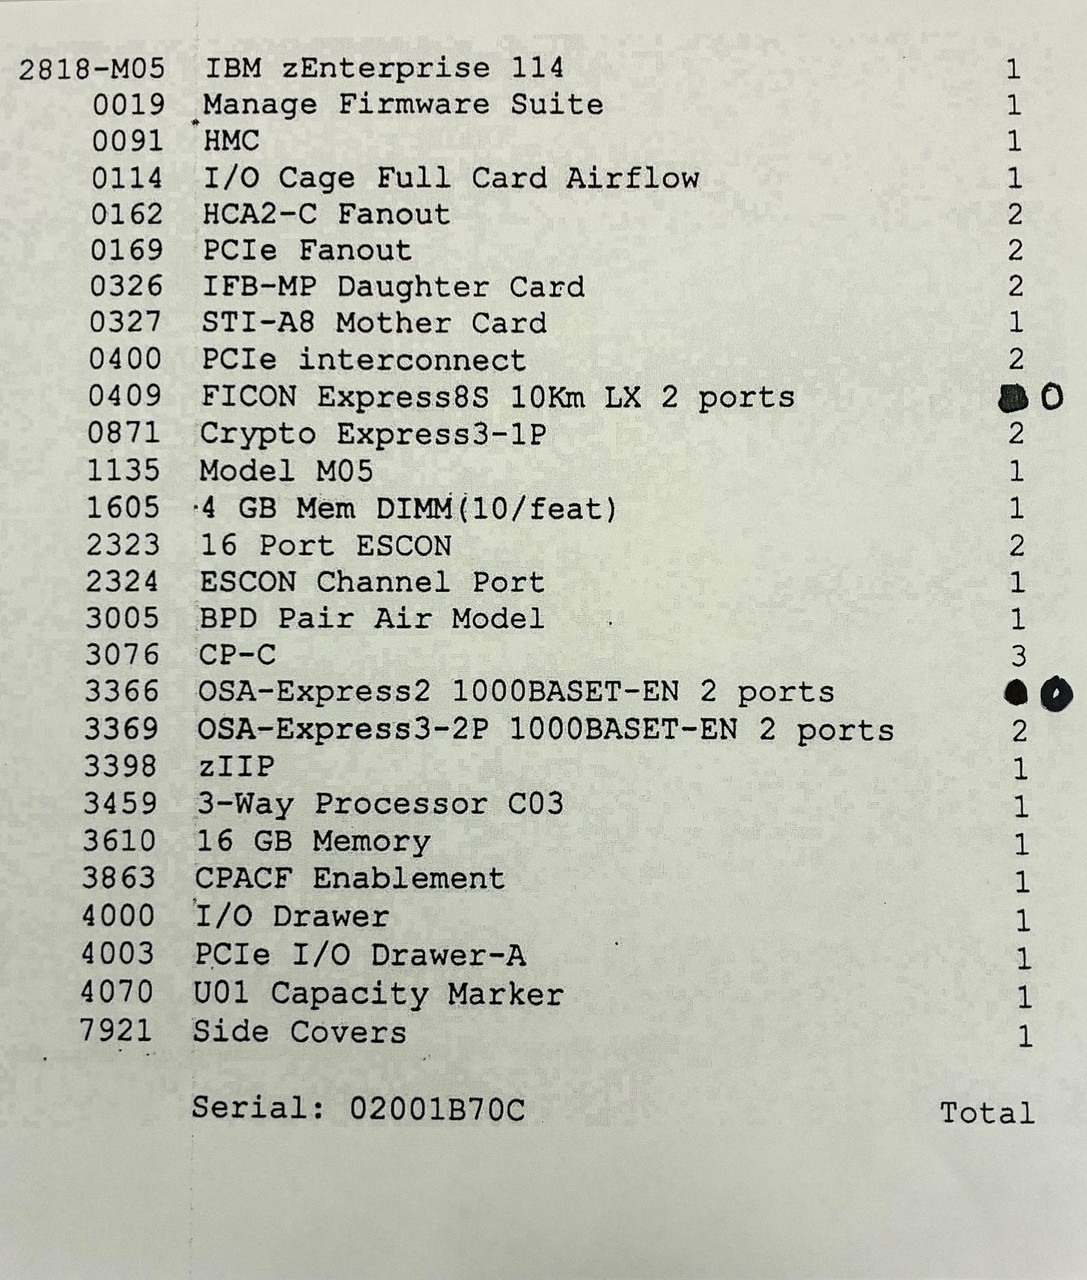 2818-M05 IBM zEnterprise 114 1
0019 Manage Firmware Suite 1
0091 HMC 1
0114 I/O Cage Full Card Airflow 1
0162 HCA2-C Fanout 2
0169 PCIe Fanout 2
0326 IFB-MP Daughter Card 2
0327 STI-A8 Mother Card 1
0400 PCIe interconnect 2
0409 FICON Express8S 10Km LX 2 ports 0
0871 Crypto Express3-1P 2
1135 Model M05 1
1605 4 GB Mem DIMM(10/feat) 1
2323 16 Port ESCON 2
2324 ESCON Channel Port 1
3005 BPD Pair Air Model 1
3076 CP-C 3
3366 OSA-Express2 1000BASET-EN 2 ports 0
3369 OSA-Express3-2P 1000BASET-EN 2 ports 2
3398 zIIP 1
3459 3-Way Processor C03 1
3610 16 GB Memory 1
3863 CPACF Enablement 1
4000 I/O Drawer 1
4003 PCIe I/O Drawer-A 1
4070 U01 Capacity Marker 1
7921 Side Covers 1
Serial: 02001B70C Total